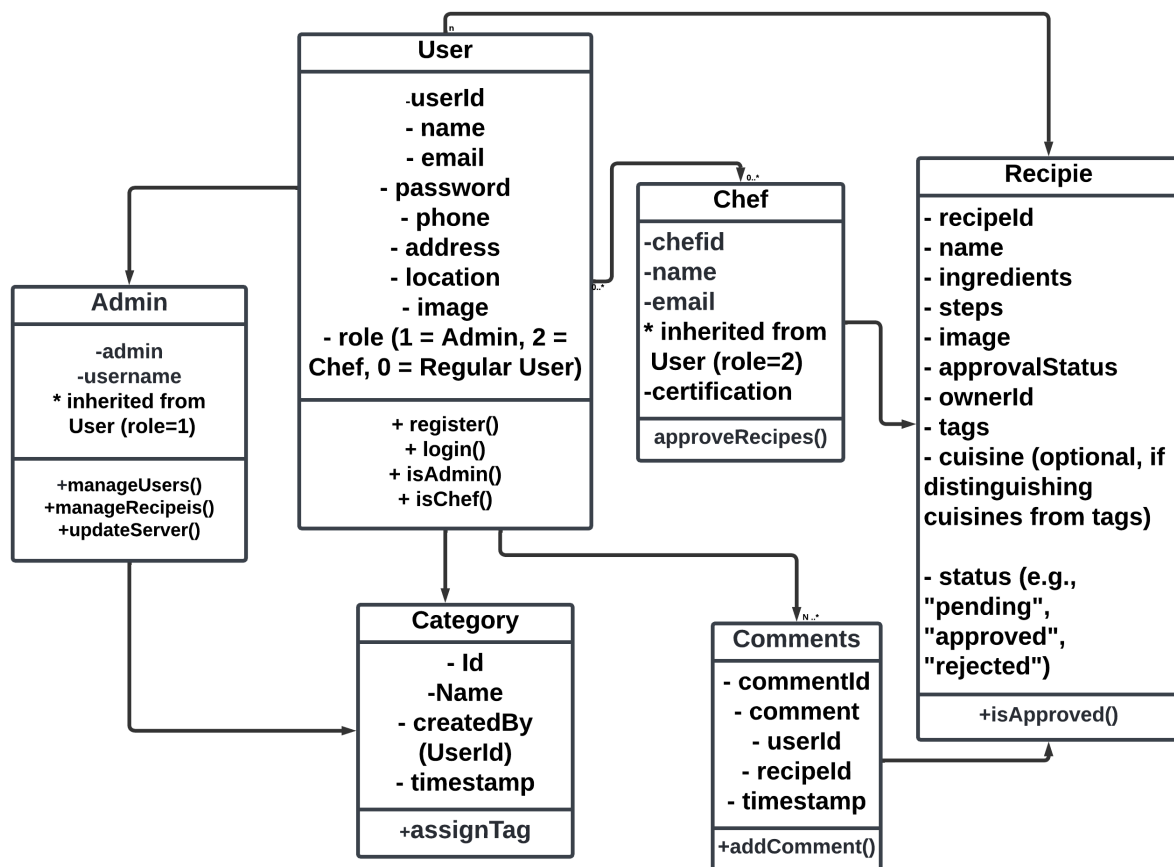 n
User
-userId
- name
- email
- password
- phone
- address
- location
- image
- role (1 = Admin, 2 =
Chef, 0 = Regular User)
+ register()
+ login()
+ isAdmin()
+ isChef()
0..*
0..*
Chef
-chefid
-name
-email
* inherited from
User (role=2)
-certification
approveRecipes()
Recipie
- recipeId
- name
- ingredients
- steps
- image
- approvalStatus
- ownerId
- tags
- cuisine (optional, if
distinguishing
cuisines from tags)
- status (e.g.,
"pending",
"approved",
"rejected")
+isApproved()
Admin
-admin
-username
* inherited from
User (role=1)
+manageUsers()
+manageRecipeis()
+updateServer()
Category
- Id
-Name
- createdBy
(UserId)
- timestamp
+assignTag
N ..*
Comments
- commentId
- comment
- userId
- recipeId
- timestamp
+addComment()